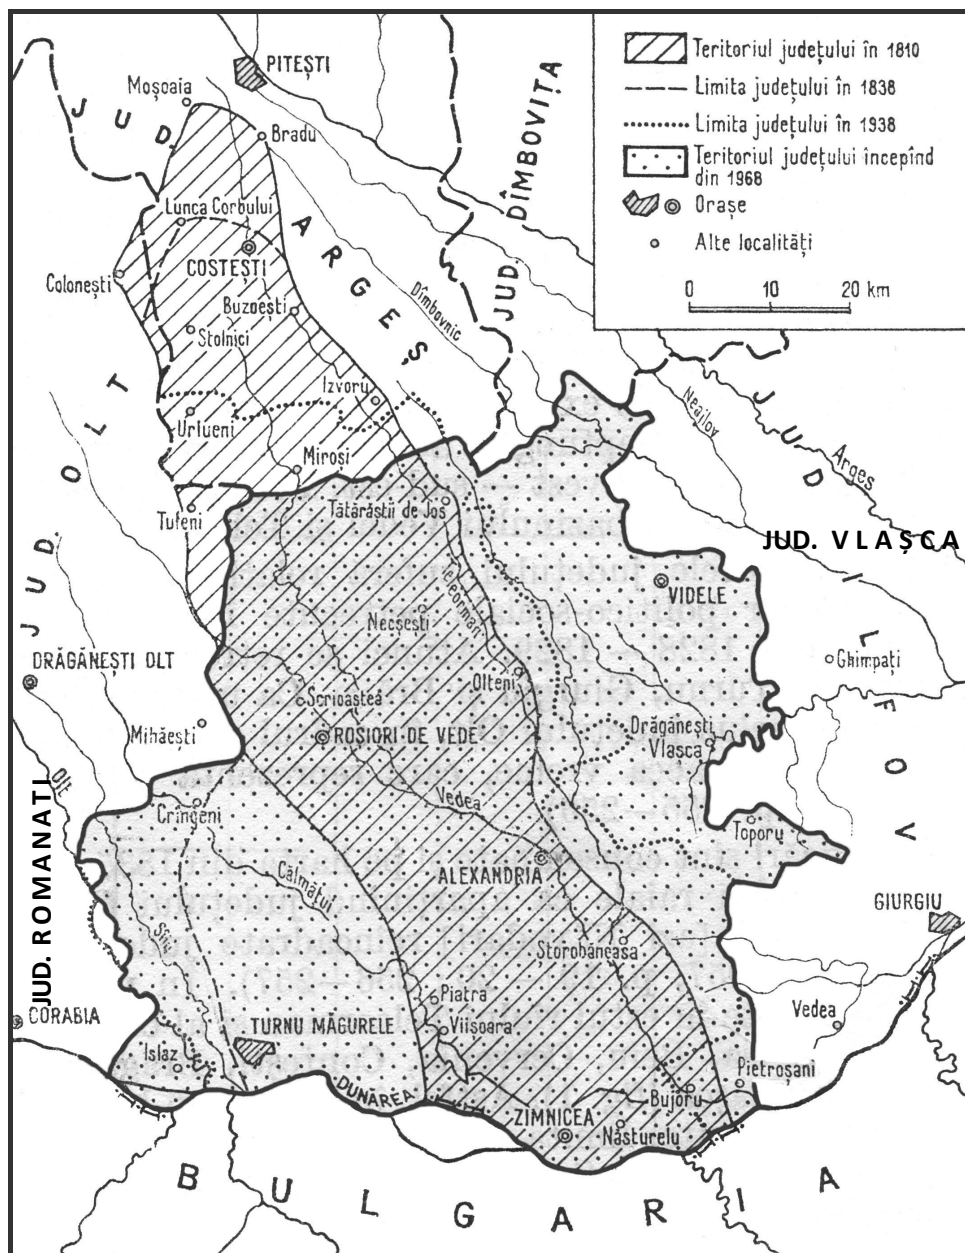 Teritoriul județului în 1810
Limita județului în 1838
Limita județului în 1938
Teritoriul județului începînd
din 1968
Orașe
Alte localități
0 10 20 km
PITEȘTI
Moșoaia
Bradu
JUD.
ARGEȘ
JUD.
DÎMBOVIȚA
Lunca Corbului
COSTEȘTI
Colonești
Buzoești
Stolnici
Dîmbovnic
Izvoru
Urlueni
Miroși
Neajlov
Argeș
JUD.
ILFOV
JUD.
OLT
Tufeni
Tătărăștii de Jos
JUD. VLAȘCA
VIDELE
Teleorman
Necșești
Ghimpați
DRĂGĂNEȘTI OLT
Olteni
Scrioaștea
Drăgănești
Vlașca
Mihăești
ROȘIORI DE VEDE
JUD. ROMANAȚI
Olt
Crîngeni
Vedea
Toporu
ALEXANDRIA
Călmățui
GIURGIU
Siu
Storobăneasa
Piatra
CORABIA
TURNU MĂGURELE
Viișoara
Vedea
Islaz
Pietroșani
DUNĂREA
Bujoru
ZIMNICEA
Năsturelu
BULGARIA